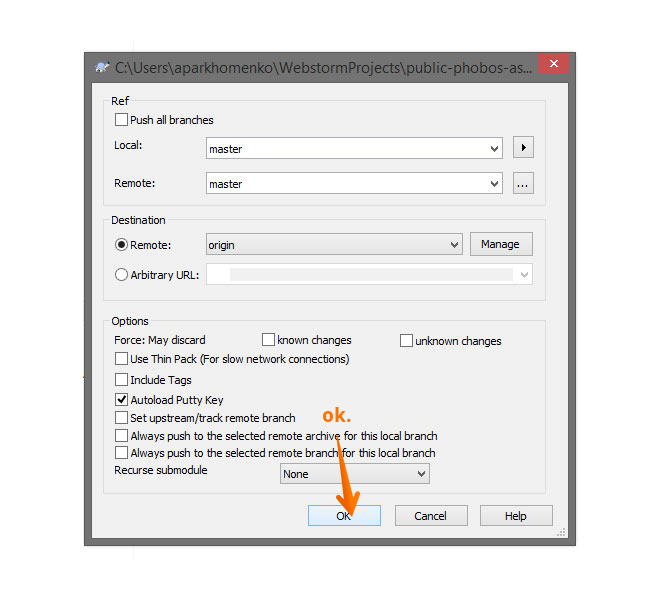 C:\Users\aparkhomenko\WebstormProjects\public-phobos-as...
Ref
Push all branches
Local: master
Remote: master ...
Destination
Remote: origin Manage
Arbitrary URL:
Options
Force: May discard known changes unknown changes
Use Thin Pack (For slow network connections)
Include Tags
Autoload Putty Key
Set upstream/track remote branch ok.
Always push to the selected remote archive for this local branch
Always push to the selected remote branch for this local branch
Recurse submodule None
OK Cancel Help